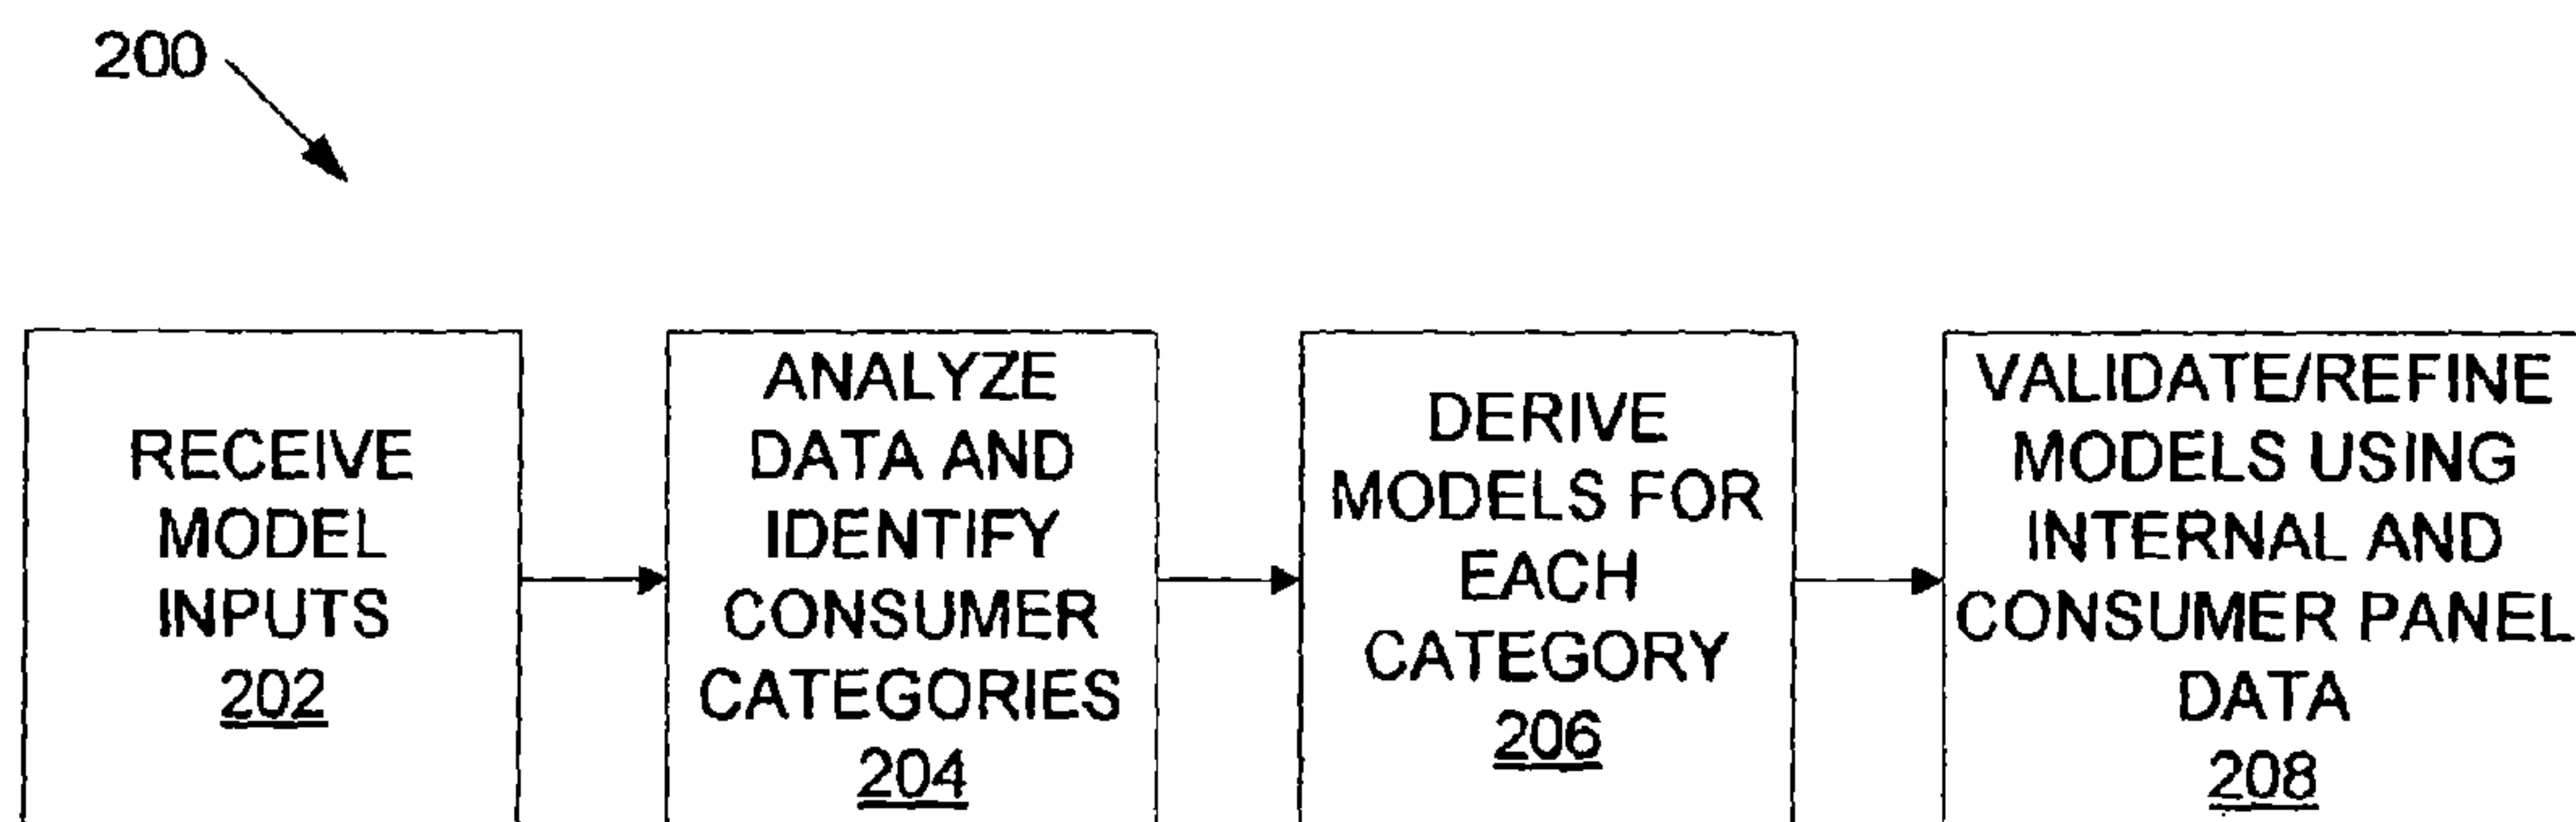 200
RECEIVE
MODEL
INPUTS
202
ANALYZE
DATA AND
IDENTIFY
CONSUMER
CATEGORIES
204
DERIVE
MODELS FOR
EACH
CATEGORY
206
VALIDATE/REFINE
MODELS USING
INTERNAL AND
CONSUMER PANEL
DATA
208